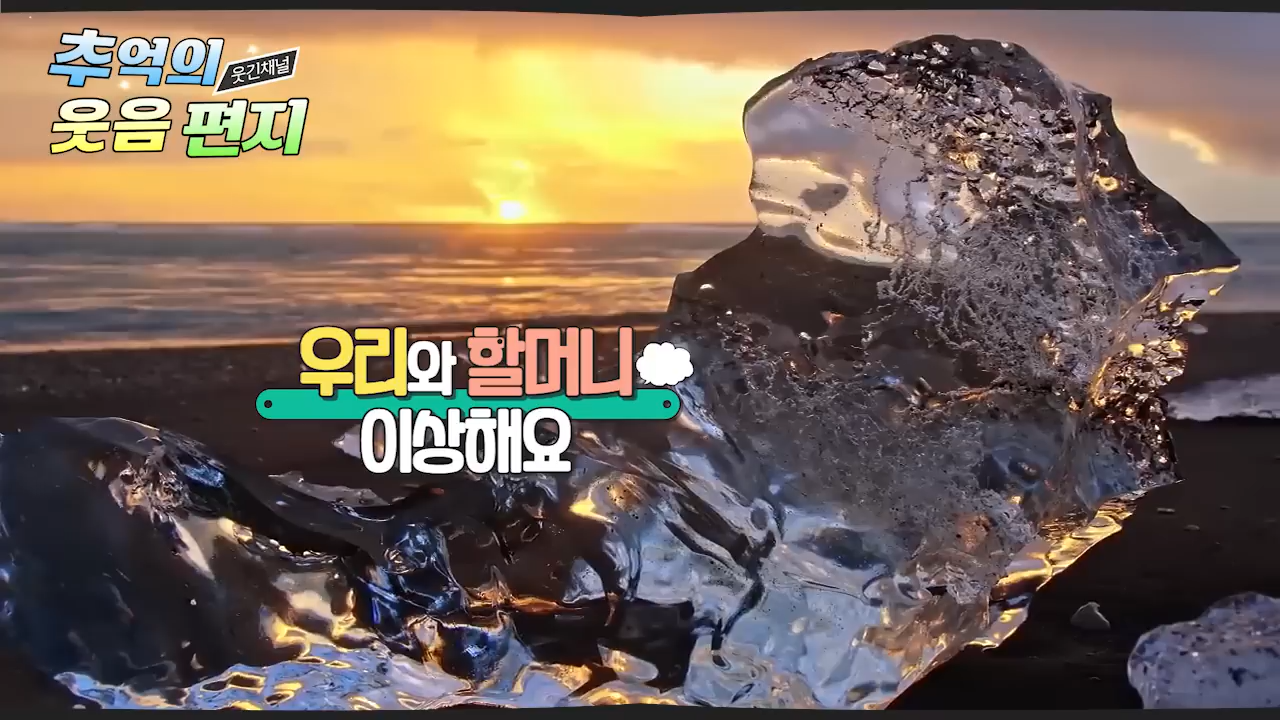 추억의
웃긴채널
웃음 편지
우리와 할머니
이상해요